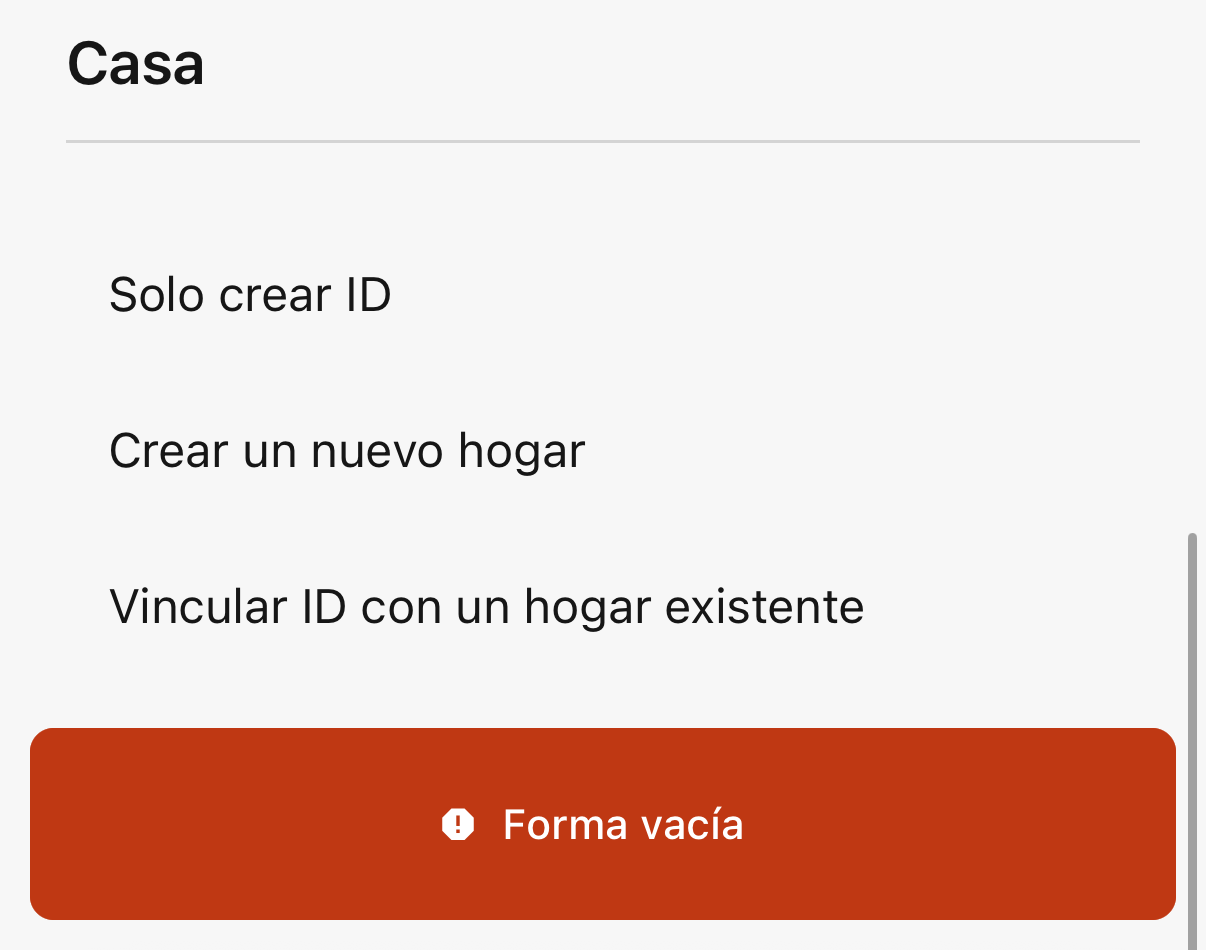 Casa
Solo crear ID
Crear un nuevo hogar
Vincular ID con un hogar existente
Forma vacía